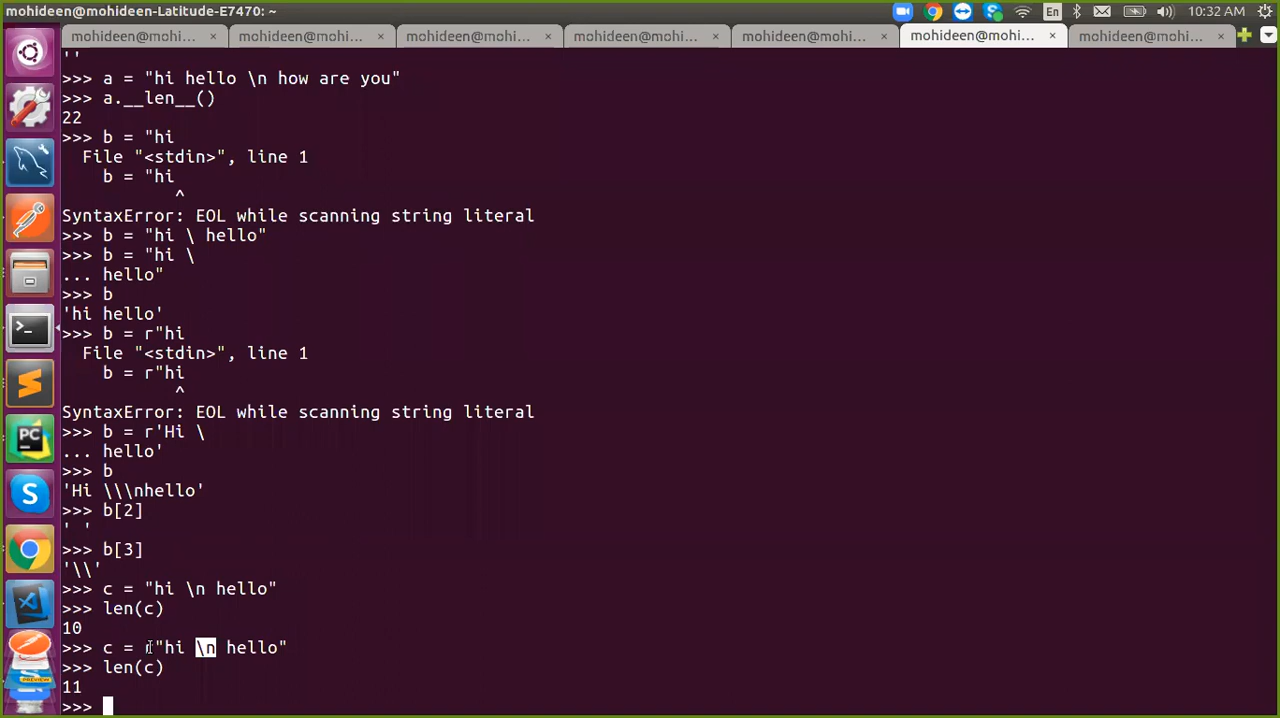 mohideen@mohideen-Latitude-E7470: ~
En
10:32 AM
mohideen@mohi... × mohideen@mohi... × mohideen@mohi... × mohideen@mohi... × mohideen@mohi... × mohideen@mohi... × mohideen@mohi... ×
''
>>> a = "hi hello \n how are you"
>>> a.__len__()
22
>>> b = "hi
  File "<stdin>", line 1
    b = "hi
           ^
SyntaxError: EOL while scanning string literal
>>> b = "hi \ hello"
>>> b = "hi \
... hello"
>>> b
'hi hello'
>>> b = r"hi
  File "<stdin>", line 1
    b = r"hi
           ^
SyntaxError: EOL while scanning string literal
>>> b = r'Hi \
... hello'
>>> b
'Hi \\\nhello'
>>> b[2]
' '
>>> b[3]
'\\'
>>> c = "hi \n hello"
>>> len(c)
10
>>> c = r"hi \n hello"
>>> len(c)
11
>>>
PC
PREVIEW